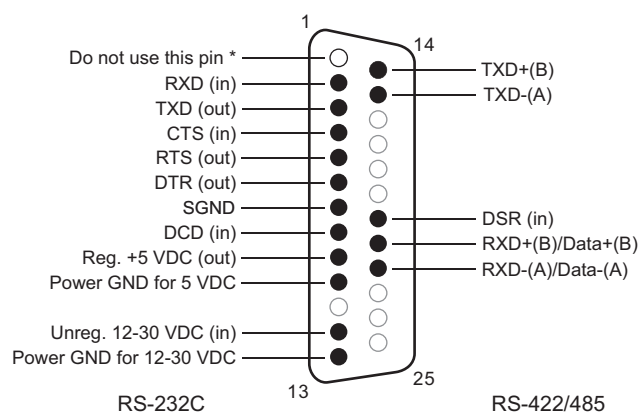 1
14
Do not use this pin *
RXD (in)
TXD (out)
CTS (in)
RTS (out)
DTR (out)
SGND
DCD (in)
Reg. +5 VDC (out)
Power GND for 5 VDC
Unreg. 12-30 VDC (in)
Power GND for 12-30 VDC
TXD+(B)
TXD-(A)
DSR (in)
RXD+(B)/Data+(B)
RXD-(A)/Data-(A)
13
25
RS-232C
RS-422/485